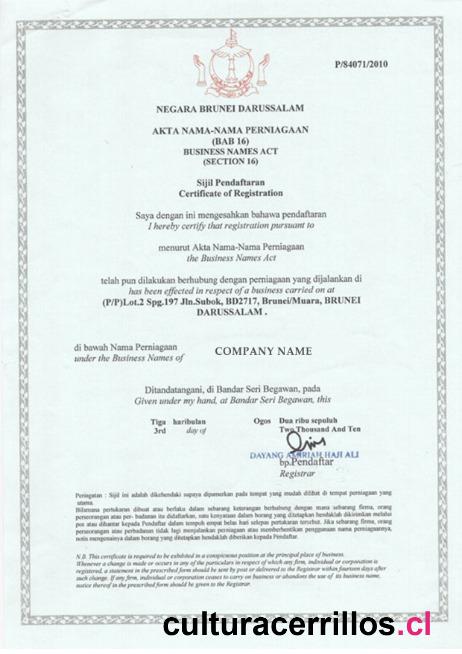 P/84071/2010
NEGARA BRUNEI DARUSSALAM
AKTA NAMA-NAMA PERNIAGAAN
(BAB 16)
BUSINESS NAMES ACT
(SECTION 16)
Sijil Pendaftaran
Certificate of Registration
Saya dengan ini mengesahkan bahawa pendaftaran
I hereby certify that registration pursuant to
menurut Akta Nama-Nama Perniagaan
the Business Names Act
telah pun dilakukan berhubung dengan perniagaan yang dijalankan di
has been effected in respect of a business carried on at
(P/P)Lot.2 Spg.197 Jln.Subok, BD2717, Brunei/Muara, BRUNEI
DARUSSALAM .
di bawah Nama Perniagaan COMPANY NAME
under the Business Names of
Ditandatangani, di Bandar Seri Begawan, pada
Given under my hand, at Bandar Seri Begawan, this
Tiga haribulan Ogos Dua ribu sepuluh
3rd day of Two Thousand And Ten
DAYANG AMIRIAH HAJI ALI
bp.Pendaftar
Registrar
Peringatan : Sijil ini adalah dikehendaki supaya dipamerkan pada tempat yang mudah dilihat di tempat perniagaan yang
utama.
Bilamana pertukaran dibuat atau berlaku dalam sebarang keterangan berhubung dengan mana sebarang firma, orang
perseorangan atau per- badanan itu didaftarkan, satu kenyataan dalam borang yang ditetapkan hendaklah dikirimkan melalui
pos atau dihantar kepada Pendaftar dalam tempoh empat belas hari selepas pertukaran tersebut. Jika sebarang firma, orang
perseorangan atau perbadanan tidak lagi menjalankan perniagaan atau memberhentikan penggunaan nama perniagaannya,
notis mengenainya dalam borang yang ditetapkan hendaklah diberikan kepada Pendaftar.
N.B. This certificate is required to be exhibited in a conspicuous position at the principal place of business.
Whenever a change is made or occurs in any of the particulars in respect of which any firm, individual or corporation is
registered, a statement in the prescribed form should be sent by post or delivered to the Registrar within fourteen days after
such change. If any firm, individual or corporation ceases to carry on business or abandons the use of its business name,
notice thereof in the prescribed form should be given to the Registrar.
culturacerrillos.cl